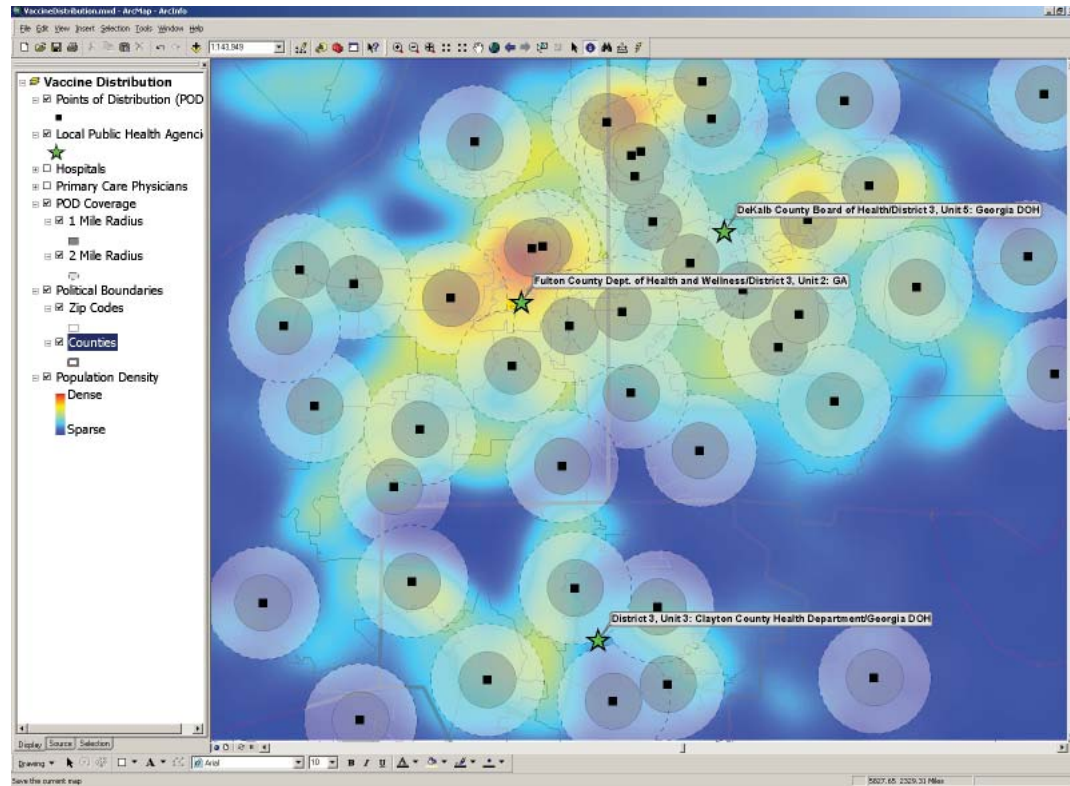 VaccineDistribution.mxd - ArcMap - ArcInfo
File Edit View Insert Selection Tools Window Help
1:143,949
Vaccine Distribution
Points of Distribution (POD
Local Public Health Agenci
Hospitals
Primary Care Physicians
POD Coverage
1 Mile Radius
2 Mile Radius
Political Boundaries
Zip Codes
Counties
Population Density
Dense
Sparse
DeKalb County Board of Health/District 3, Unit 5: Georgia DOH
Fulton County Dept. of Health and Wellness/District 3, Unit 2: GA
District 3, Unit 3: Clayton County Health Department/Georgia DOH
Display Source Selection
Drawing A Arial 10 B I U A
Save the current map
5827.65 2329.31 Miles